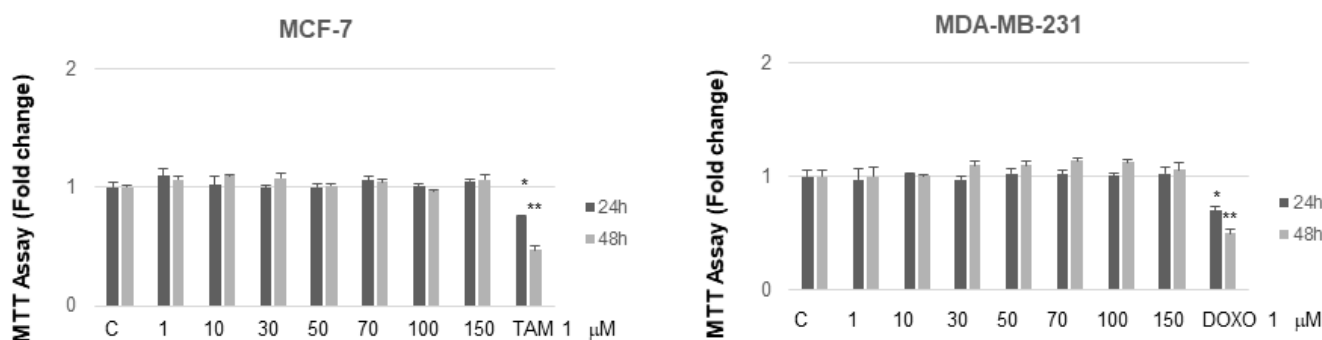 MCF-7
MTT Assay (Fold change)
2
1
0
* **
24h
48h
C 1 10 30 50 70 100 150 TAM 1 μM
MDA-MB-231
MTT Assay (Fold change)
2
1
0
* **
24h
48h
C 1 10 30 50 70 100 150 DOXO 1 μM